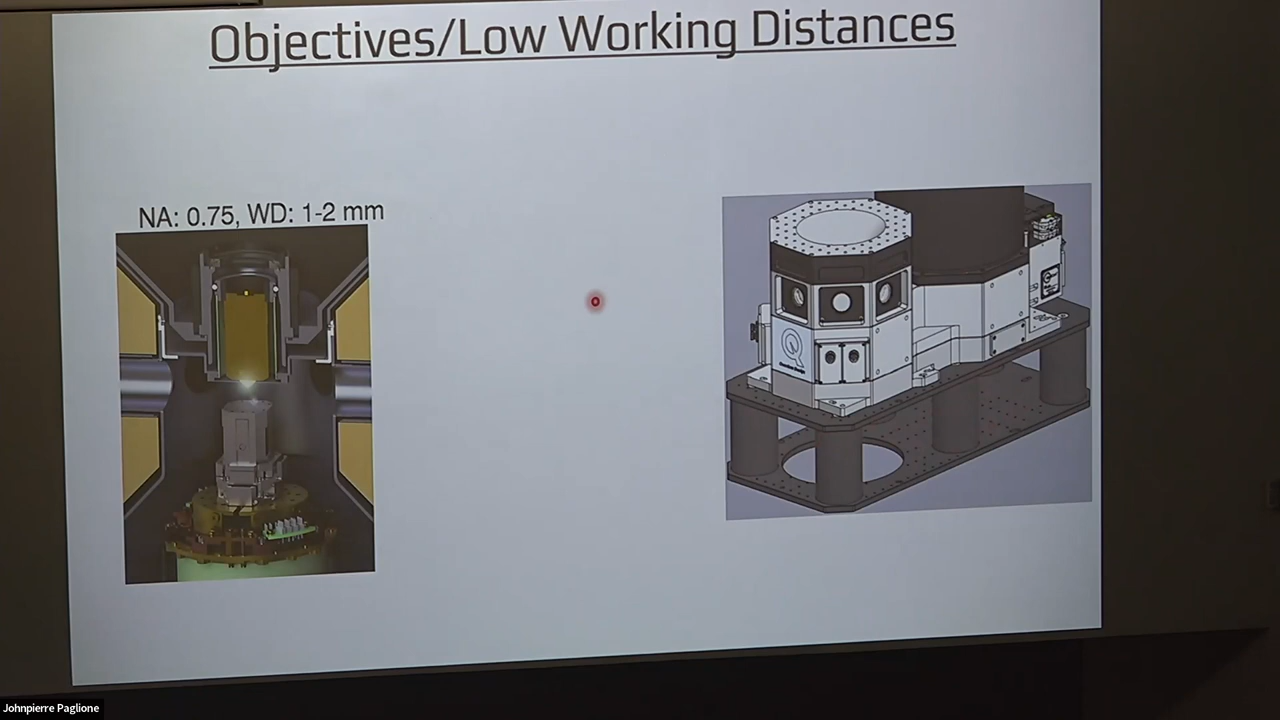 Objectives/Low Working Distances
NA: 0.75, WD: 1-2 mm
Johnpierre Paglione